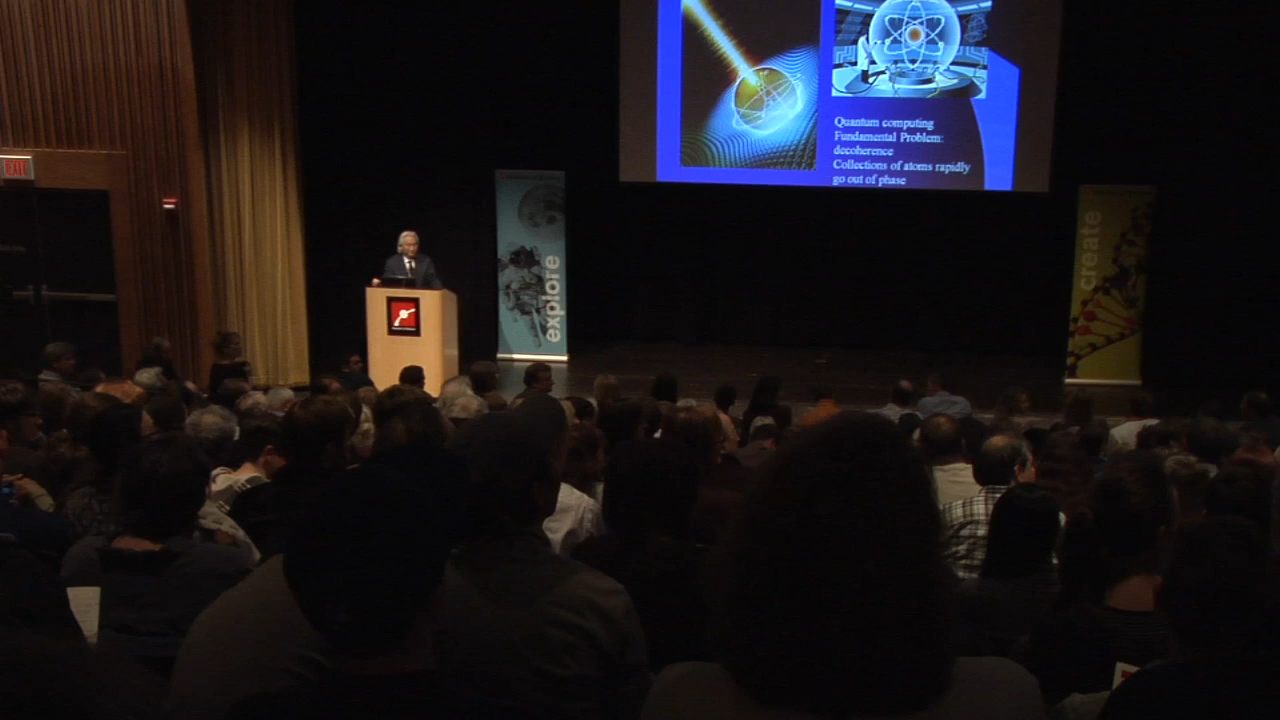 Quantum computing
Fundamental Problem:
decoherence
Collections of atoms rapidly
go out of phase
EXIT
explore
create